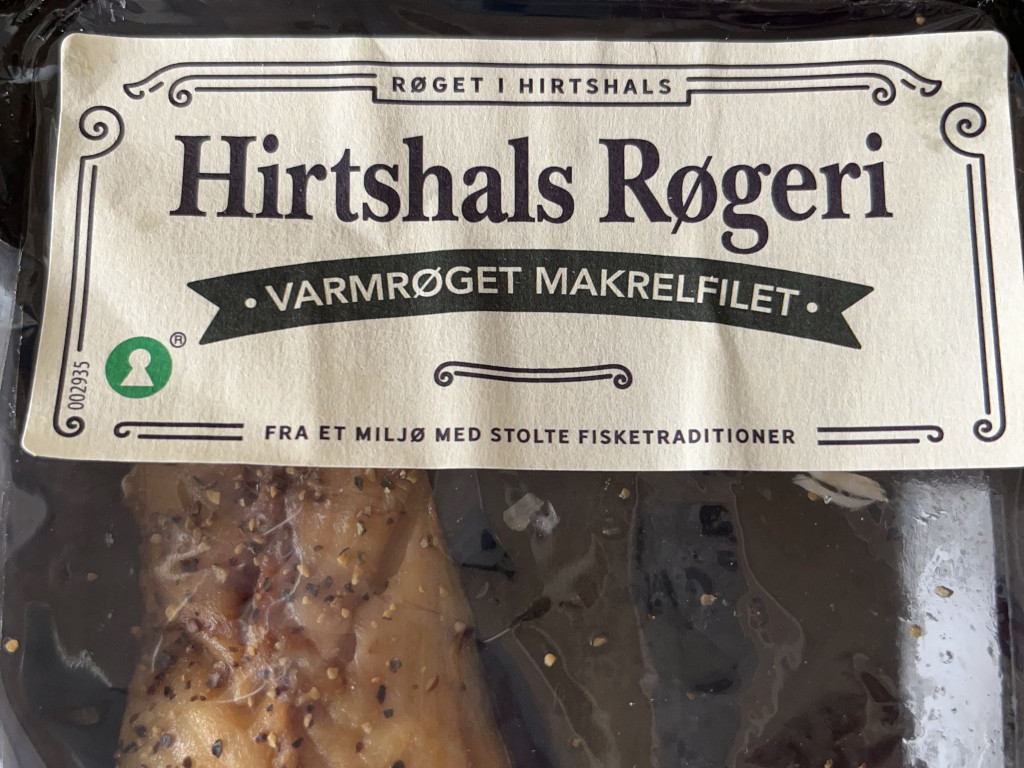 RØGET I HIRTSHALS
Hirtshals Røgeri
• VARMRØGET MAKRELFILET •
®
002935
FRA ET MILJØ MED STOLTE FISKETRADITIONER